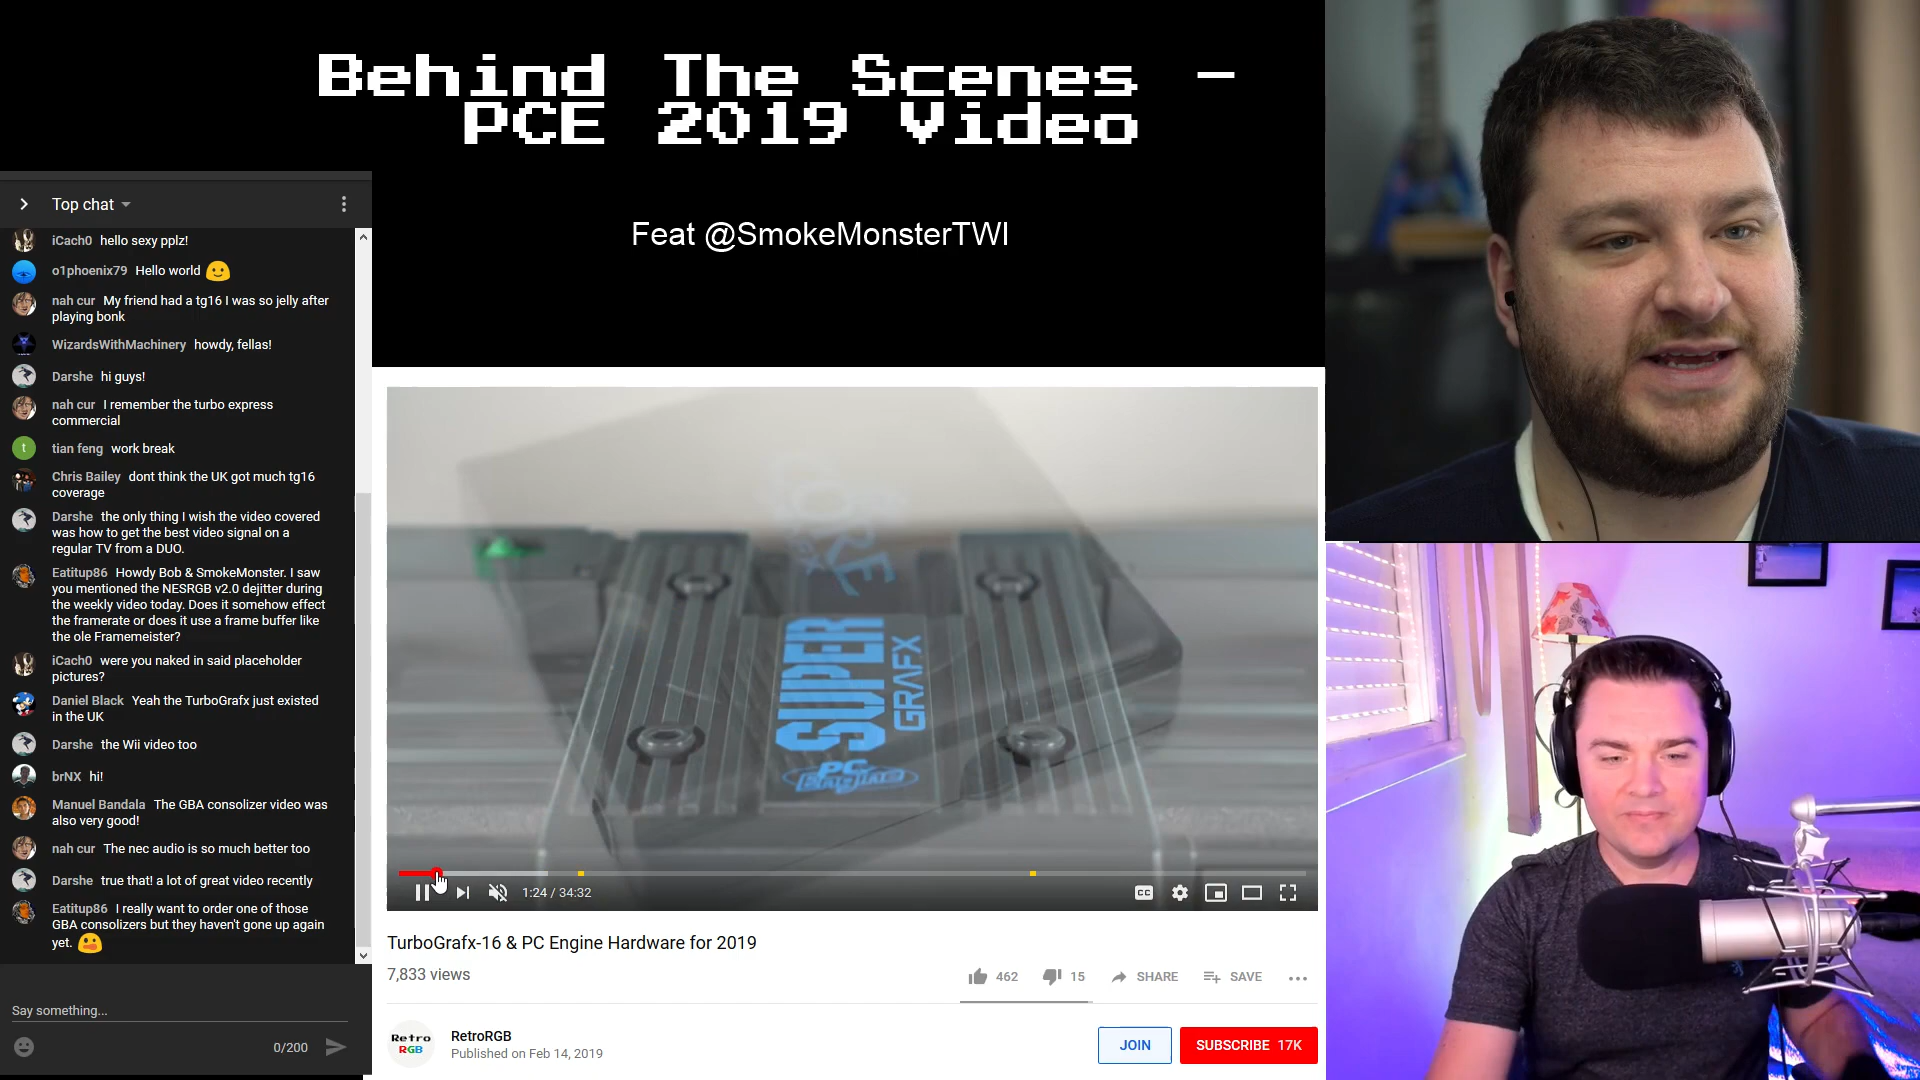 Behind The Scenes -
PCE 2019 Video
Feat @SmokeMonsterTWI
Top chat
iCach0 hello sexy pplz!
o1phoenix79 Hello world
nah cur My friend had a tg16 I was so jelly after
playing bonk
WizardsWithMachinery howdy, fellas!
Darshe hi guys!
nah cur I remember the turbo express
commercial
t
tian feng work break
Chris Bailey dont think the UK got much tg16
coverage
Darshe the only thing I wish the video covered
was how to get the best video signal on a
regular TV from a DUO.
Eatitup86 Howdy Bob & SmokeMonster. I saw
you mentioned the NESRGB v2.0 dejitter during
the weekly video today. Does it somehow effect
the framerate or does it use a frame buffer like
the ole Framemeister?
iCach0 were you naked in said placeholder
pictures?
Daniel Black Yeah the TurboGrafx just existed
in the UK
Darshe the Wii video too
brNX hi!
Manuel Bandala The GBA consolizer video was
also very good!
nah cur The nec audio is so much better too
Darshe true that! a lot of great video recently
Eatitup86 I really want to order one of those
GBA consolizers but they haven't gone up again
yet.
Say something...
0/200
SUPER
GRAFX
PC
Engine
1:24 / 34:32
CC
TurboGrafx-16 & PC Engine Hardware for 2019
7,833 views
462
15
SHARE
SAVE
Retro
RGB
RetroRGB
Published on Feb 14, 2019
JOIN
SUBSCRIBE 17K